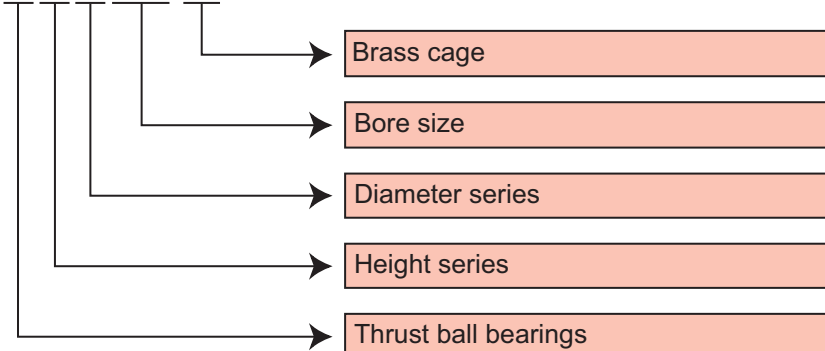 Brass cage
Bore size
Diameter series
Height series
Thrust ball bearings